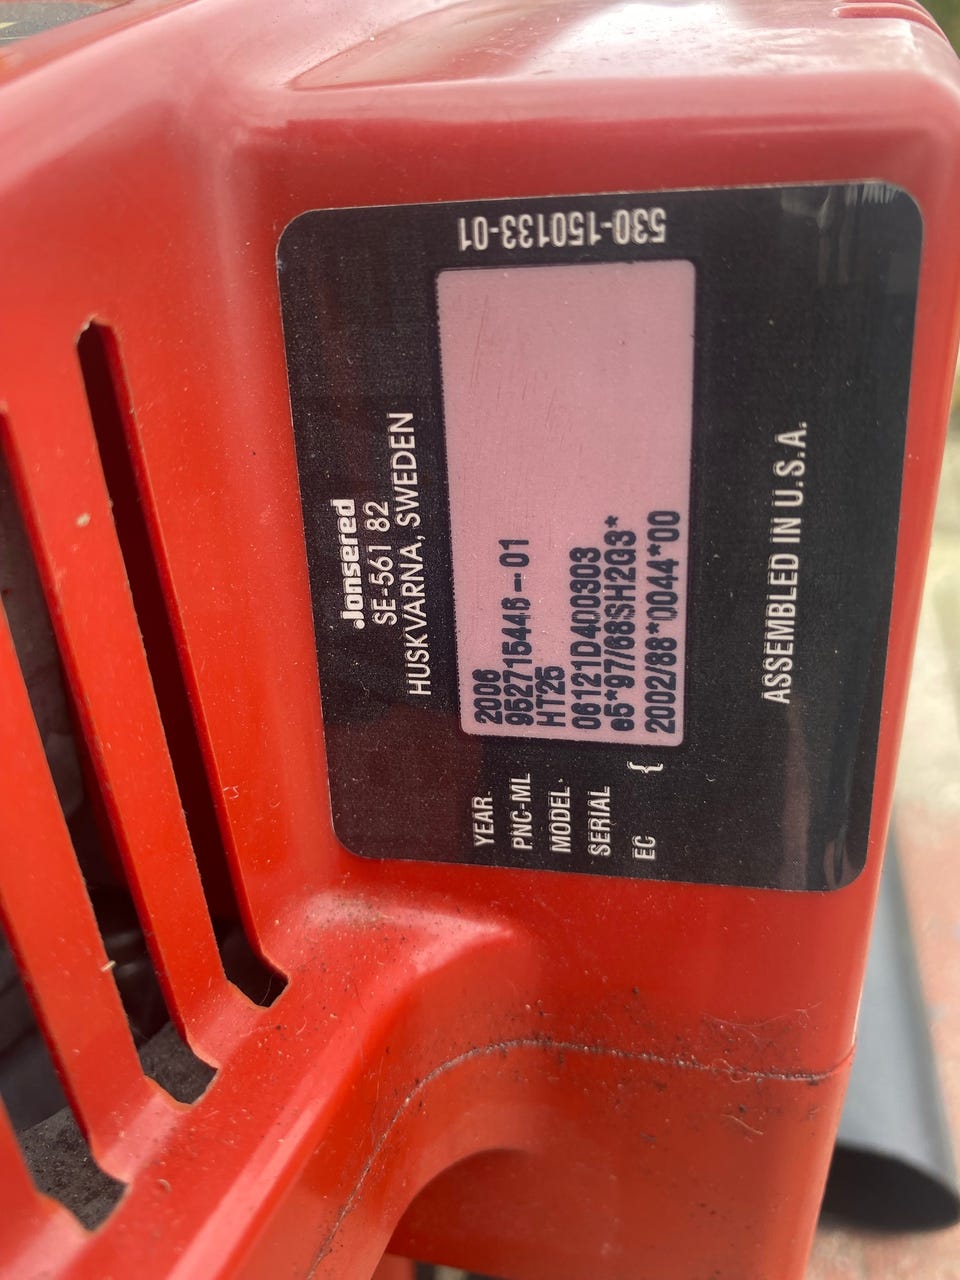 Jonsered
SE-561 82
HUSKVARNA, SWEDEN
YEAR 2006
PNC-ML 952715446-01
MODEL HT25
SERIAL 06121D400303
EC { e5*97/68SH2G3*
2002/88*0044*00
ASSEMBLED IN U.S.A.
530-150133-01